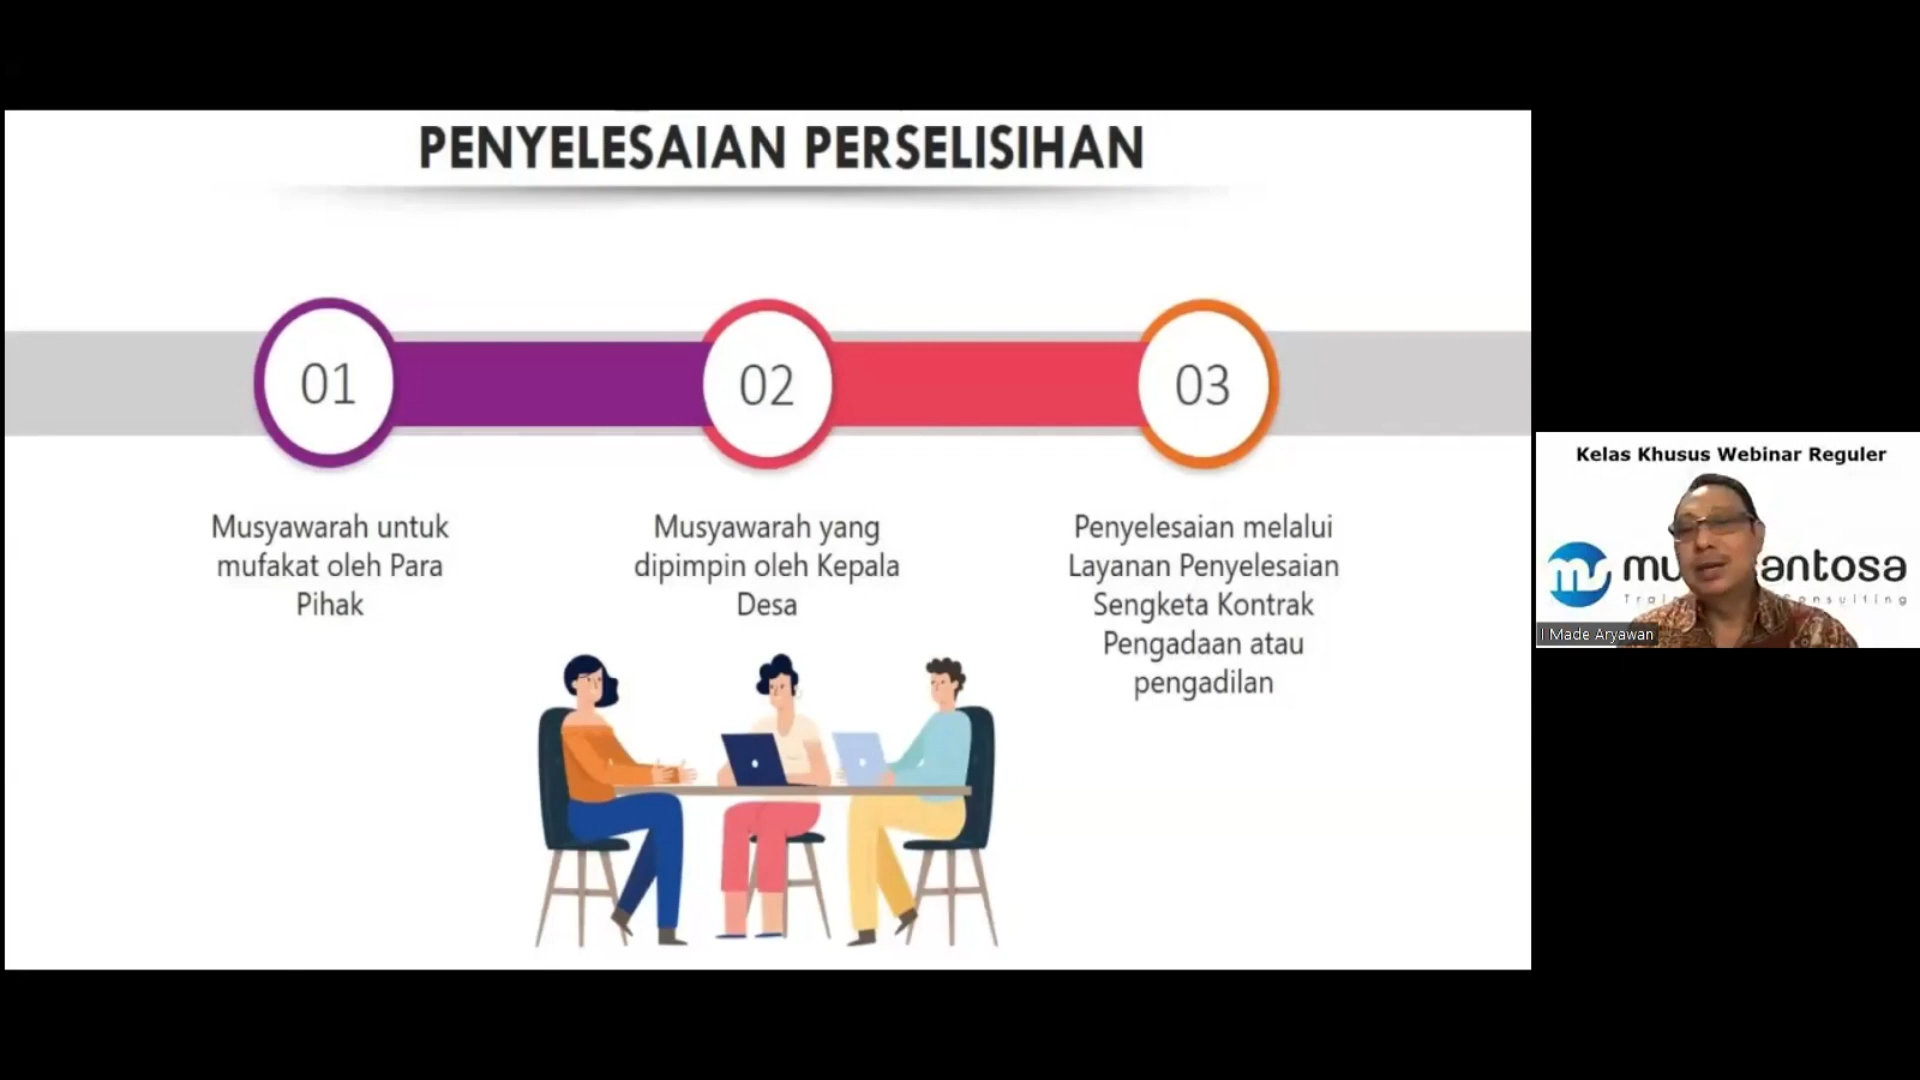 PENYELESAIAN PERSELISIHAN
01
02
03
Musyawarah untuk
mufakat oleh Para
Pihak
Musyawarah yang
dipimpin oleh Kepala
Desa
Penyelesaian melalui
Layanan Penyelesaian
Sengketa Kontrak
Pengadaan atau
pengadilan
Kelas Khusus Webinar Reguler
I Made Aryawan